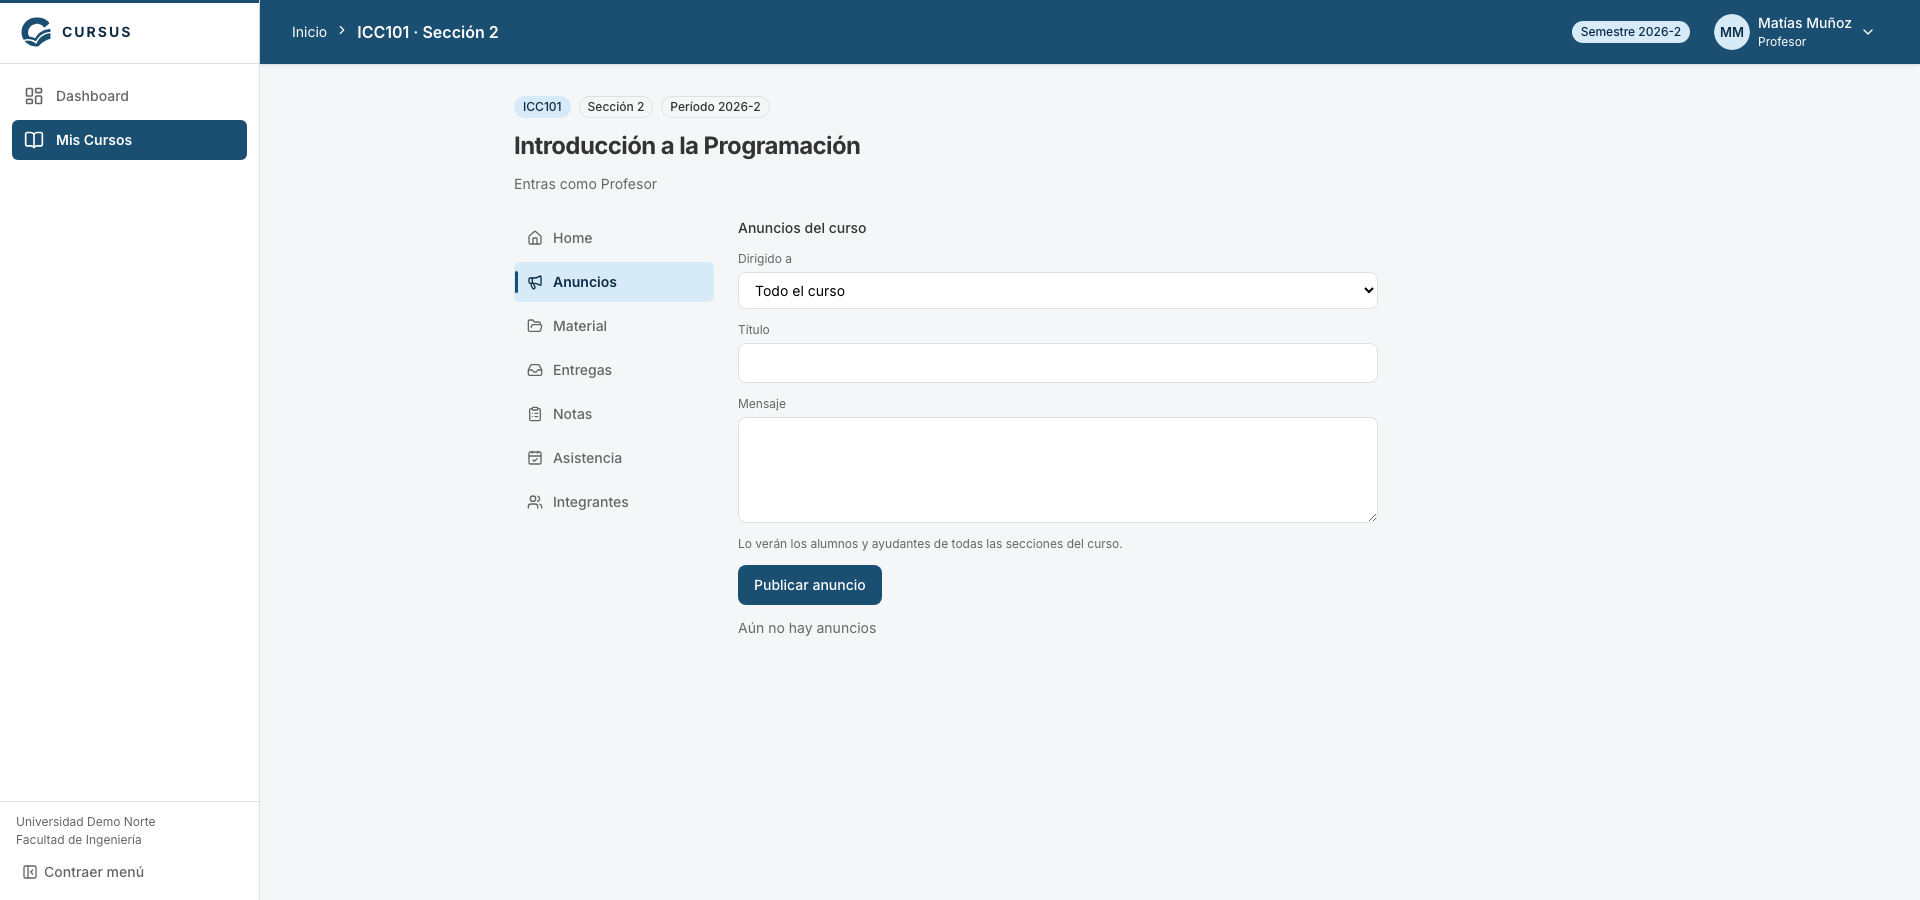 CURSUS
Inicio
ICC101 · Sección 2
Semestre 2026-2
MM
Matías Muñoz
Profesor
Dashboard
Mis Cursos
ICC101
Sección 2
Período 2026-2
Introducción a la Programación
Entras como Profesor
Home
Anuncios
Material
Entregas
Notas
Asistencia
Integrantes
Anuncios del curso
Dirigido a
Todo el curso
Título
Mensaje
Lo verán los alumnos y ayudantes de todas las secciones del curso.
Publicar anuncio
Aún no hay anuncios
Universidad Demo Norte
Facultad de Ingeniería
Contraer menú